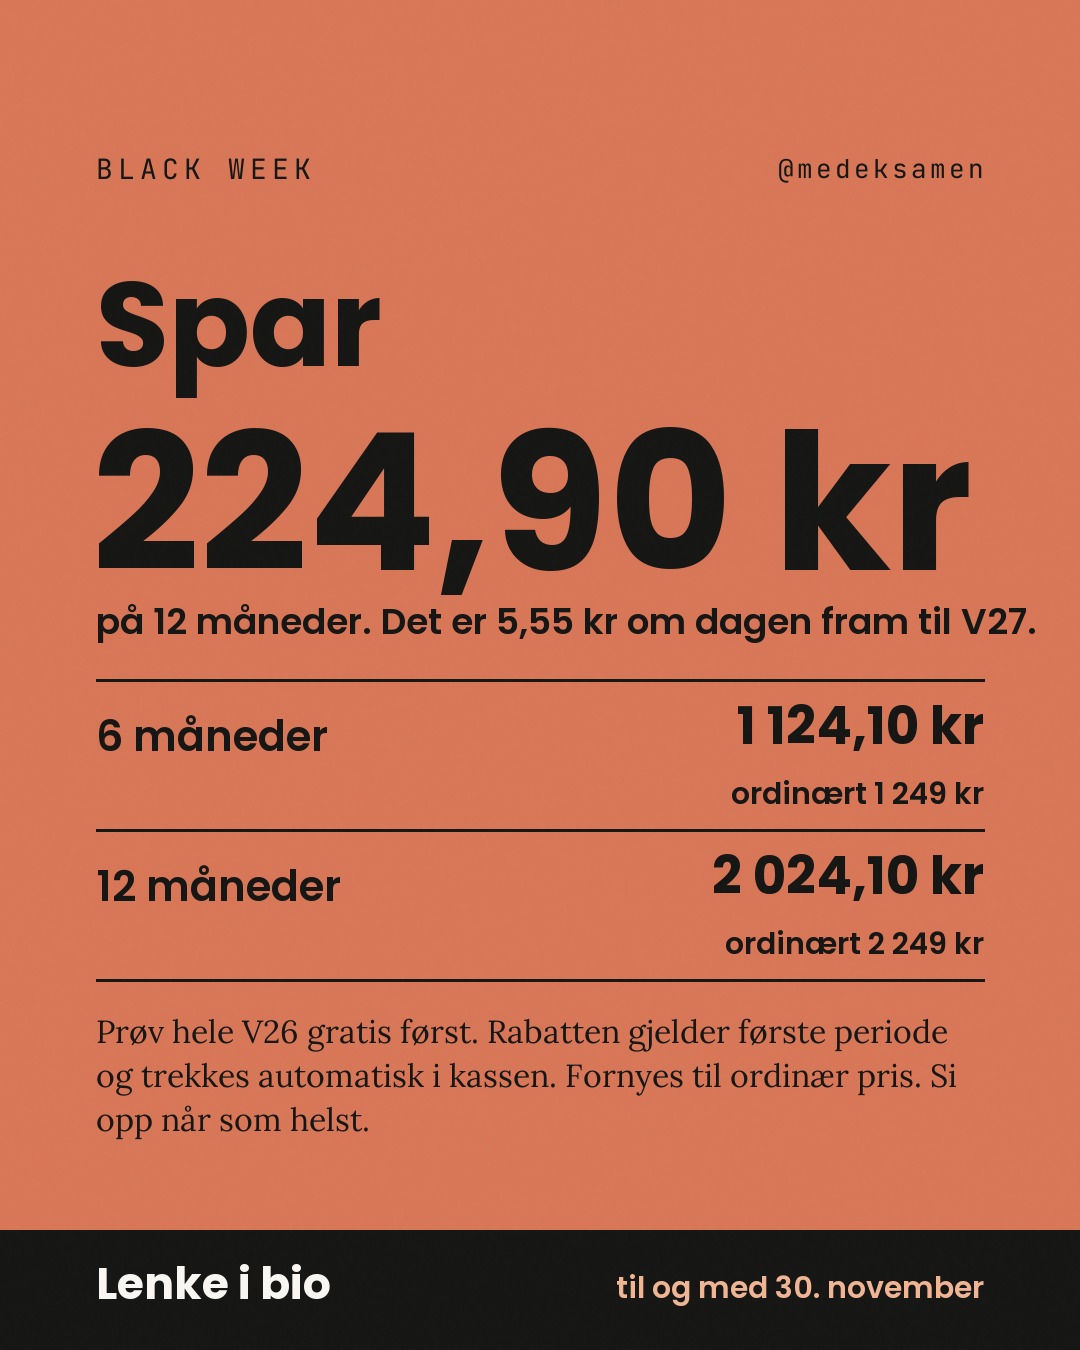 BLACK WEEK
@medeksamen
Spar
224,90 kr
på 12 måneder. Det er 5,55 kr om dagen fram til V27.
6 måneder
1 124,10 kr
ordinært 1 249 kr
12 måneder
2 024,10 kr
ordinært 2 249 kr
Prøv hele V26 gratis først. Rabatten gjelder første periode
og trekkes automatisk i kassen. Fornyes til ordinær pris. Si
opp når som helst.
Lenke i bio
til og med 30. november